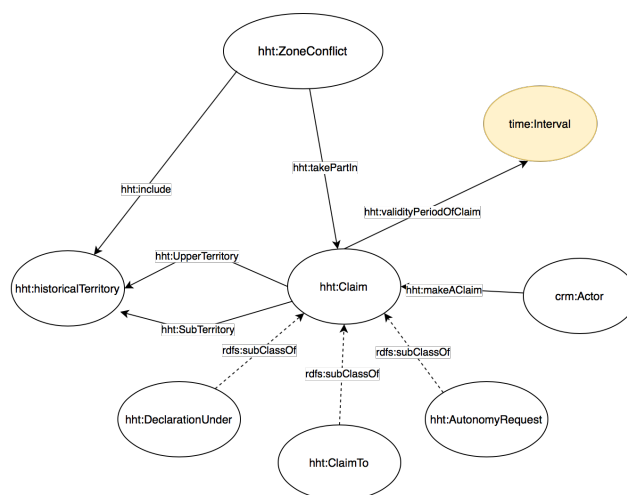 hht:ZoneConflict
time:Interval
hht:takePartIn
hht:include
hht:validityPeriodOfClaim
hht:UpperTerritory
hht:historicalTerritory
hht:Claim
hht:makeAClaim
crm:Actor
hht:SubTerritory
rdfs:subClassOf
rdfs:subClassOf
rdfs:subClassOf
hht:DeclarationUnder
hht:AutonomyRequest
hht:ClaimTo